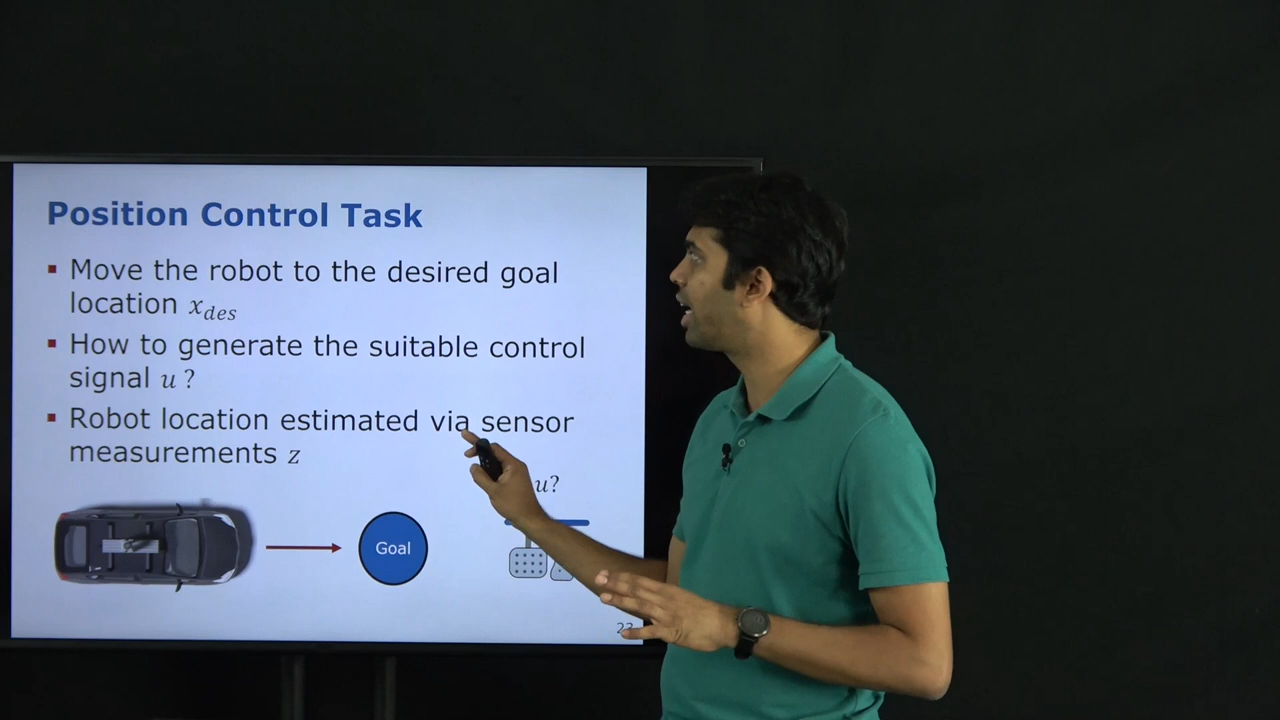 Position Control Task
▪ Move the robot to the desired goal
location x_des
▪ How to generate the suitable control
signal u ?
▪ Robot location estimated via sensor
measurements z
u?
Goal